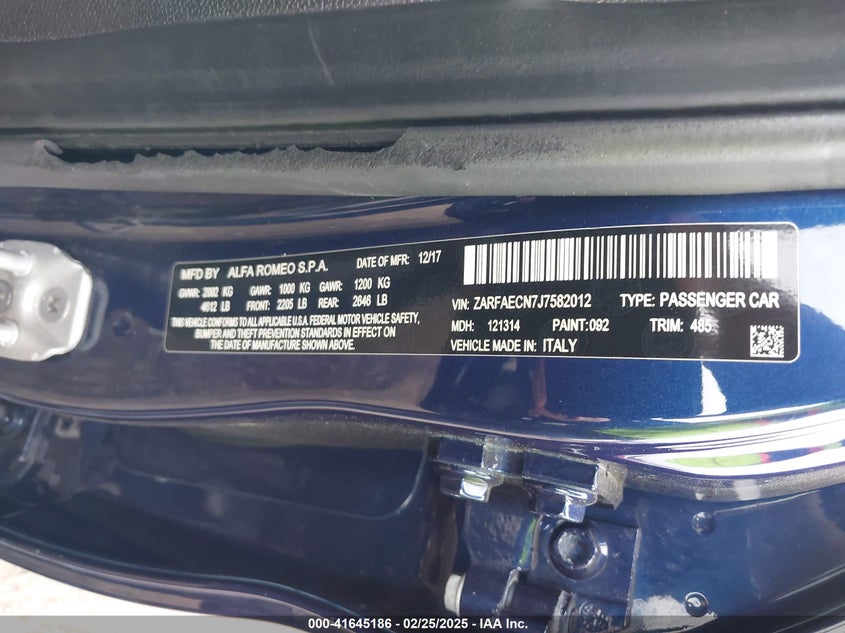 MFD BY ALFA ROMEO S.P.A. DATE OF MFR: 12/17
GVWR: 2092 KG GAWR: 1000 KG GAWR: 1200 KG
4612 LB FRONT: 2205 LB REAR: 2646 LB
THIS VEHICLE CONFORMS TO ALL APPLICABLE U.S.A. FEDERAL MOTOR VEHICLE SAFETY,
BUMPER AND THEFT PREVENTION STANDARDS IN EFFECT ON
THE DATE OF MANUFACTURE SHOWN ABOVE.
VIN: ZARFAECN7J7582012 TYPE: PASSENGER CAR
MDH: 121314 PAINT: 092 TRIM: 485
VEHICLE MADE IN: ITALY
000-41645186 - 02/25/2025 - IAA Inc.